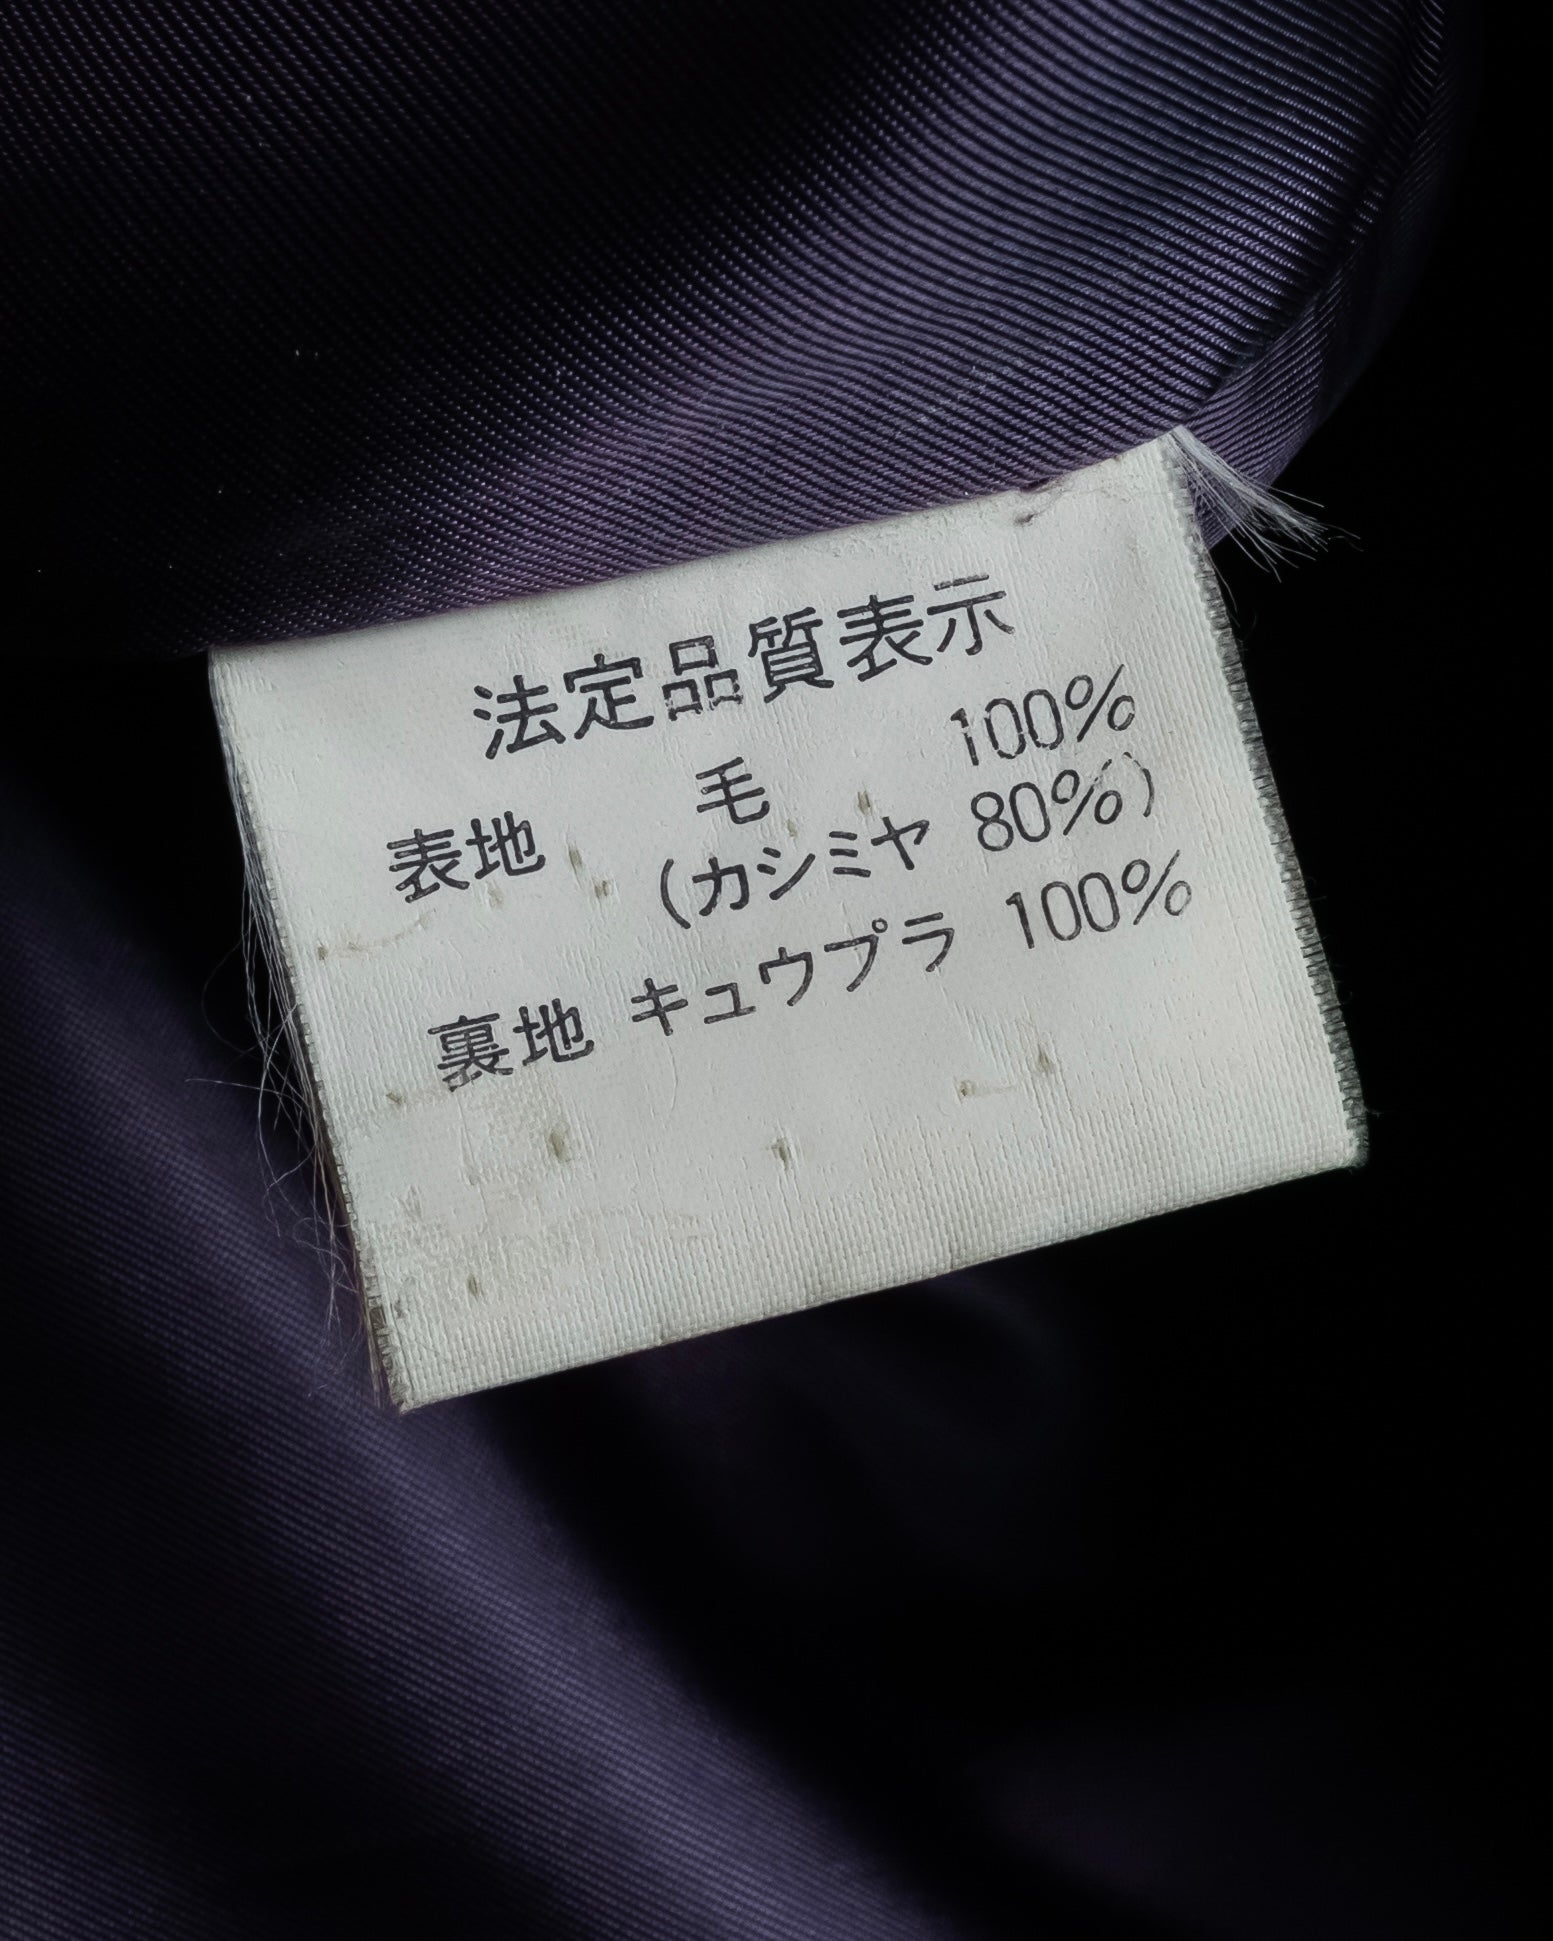 法定品質表示
表地 毛 100%
(カシミヤ 80%)
裏地 キュウプラ 100%